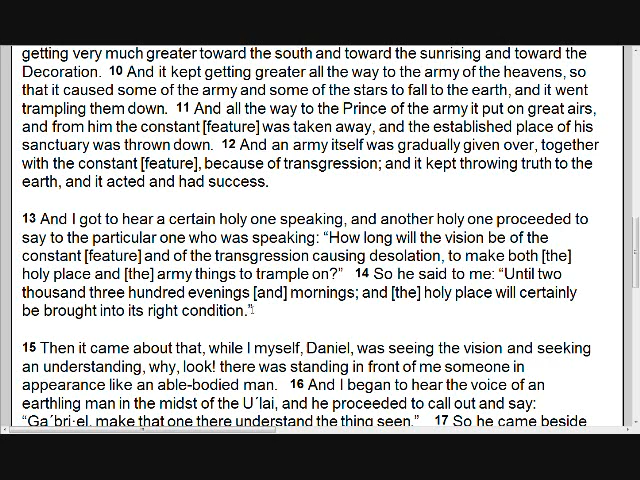 getting very much greater toward the south and toward the sunrising and toward the
Decoration. 10 And it kept getting greater all the way to the army of the heavens, so
that it caused some of the army and some of the stars to fall to the earth, and it went
trampling them down. 11 And all the way to the Prince of the army it put on great airs,
and from him the constant [feature] was taken away, and the established place of his
sanctuary was thrown down. 12 And an army itself was gradually given over, together
with the constant [feature], because of transgression; and it kept throwing truth to the
earth, and it acted and had success.
13 And I got to hear a certain holy one speaking, and another holy one proceeded to
say to the particular one who was speaking: “How long will the vision be of the
constant [feature] and of the transgression causing desolation, to make both [the]
holy place and [the] army things to trample on?” 14 So he said to me: “Until two
thousand three hundred evenings [and] mornings; and [the] holy place will certainly
be brought into its right condition.”
15 Then it came about that, while I myself, Daniel, was seeing the vision and seeking
an understanding, why, look! there was standing in front of me someone in
appearance like an able-bodied man. 16 And I began to hear the voice of an
earthling man in the midst of the U´lai, and he proceeded to call out and say:
“Ga´bri·el, make that one there understand the thing seen.” 17 So he came beside